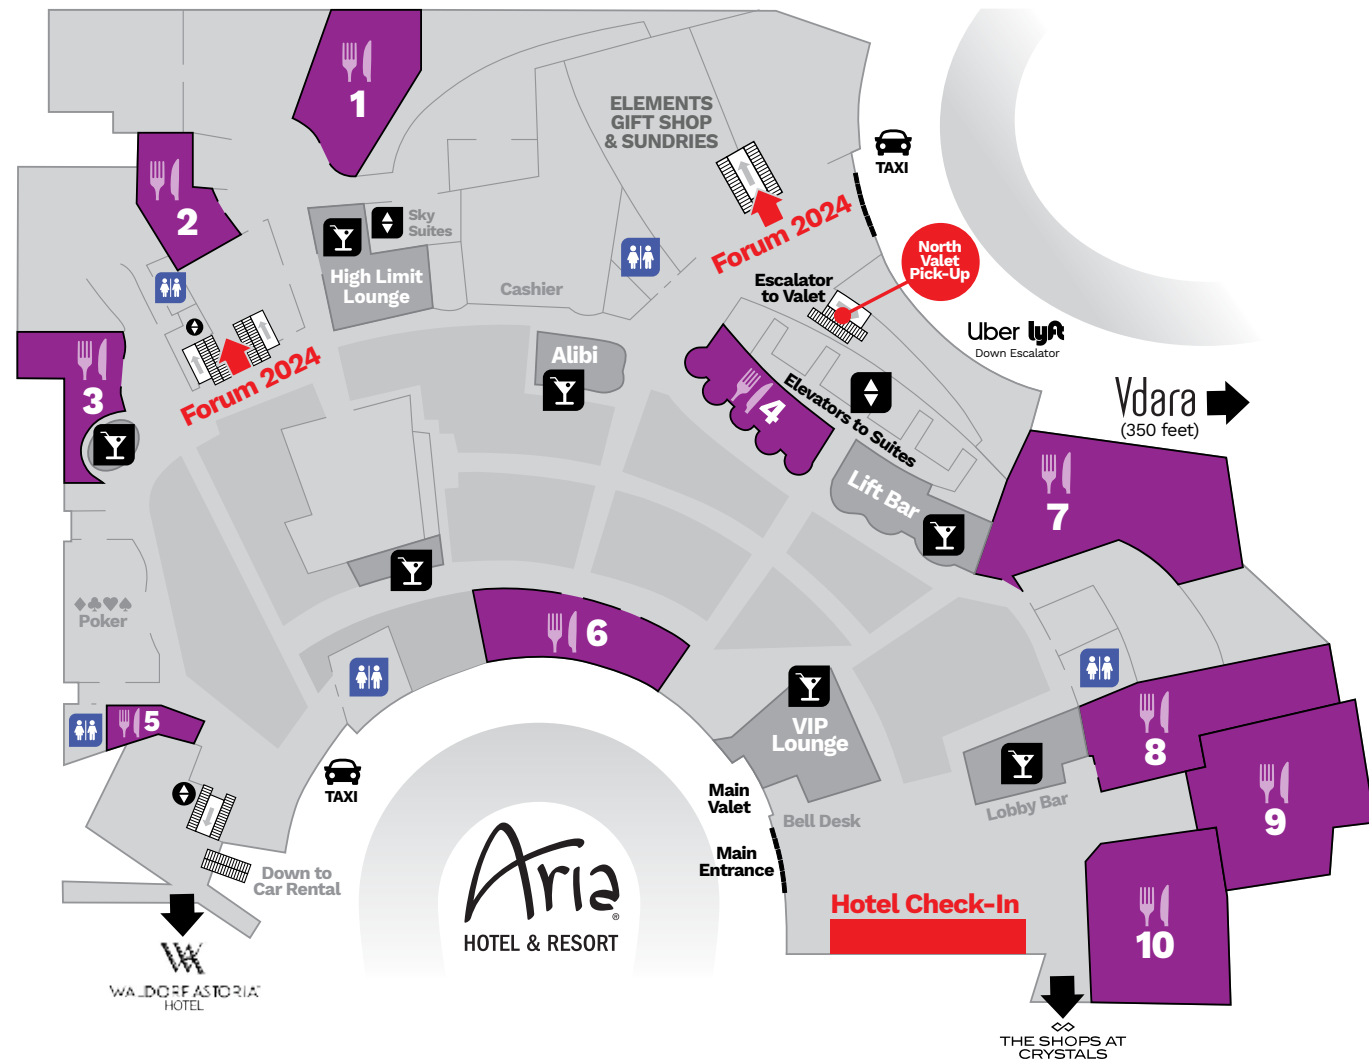 1
ELEMENTS
GIFT SHOP
& SUNDRIES
TAXI
2
Sky
Suites
Forum 2024
North
Valet
Pick-Up
High Limit
Lounge
Cashier
Escalator
to Valet
Uber lyft
Down Escalator
Alibi
Forum 2024
3
4
Elevators to Suites
Vdara
(350 feet)
Lift Bar
7
Poker
6
5
VIP
Lounge
8
TAXI
Main
Valet
Bell Desk
Lobby Bar
9
Main
Entrance
Down to
Car Rental
Aria®
HOTEL & RESORT
Hotel Check-In
10
WALDORF ASTORIA
HOTEL
THE SHOPS AT
CRYSTALS